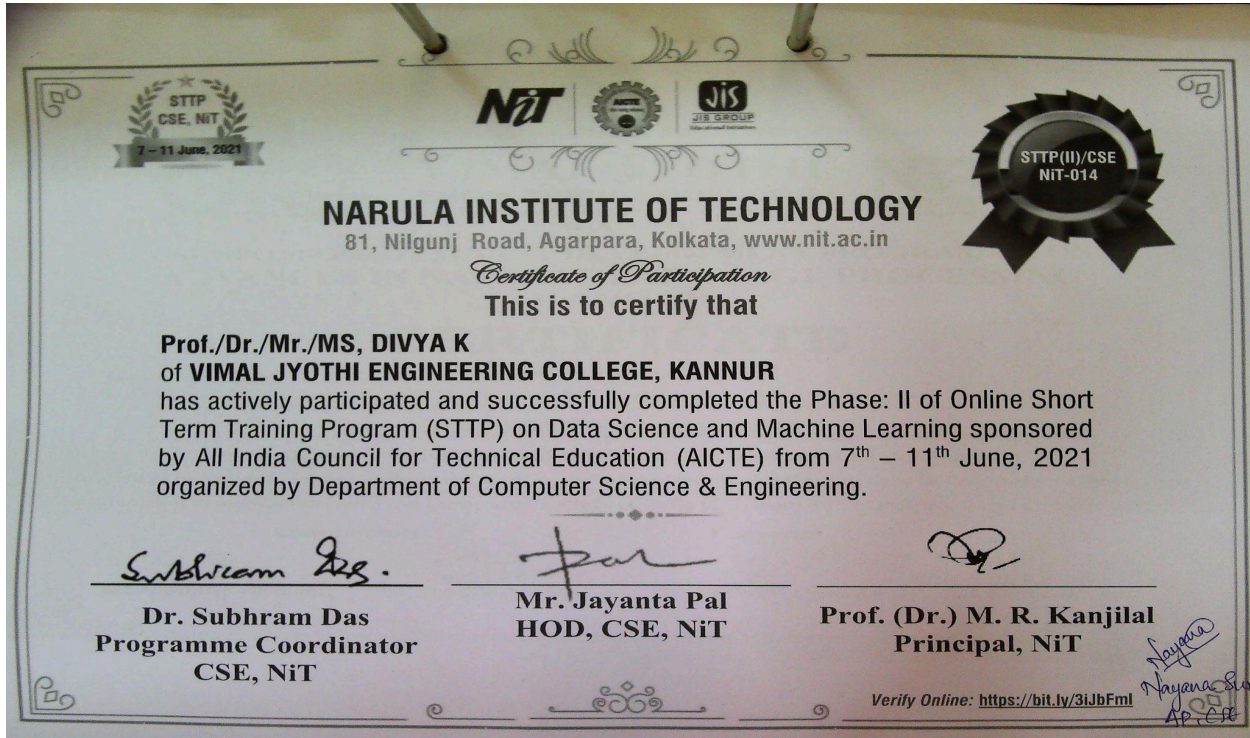 STTP
CSE, NiT
7 – 11 June, 2021
NiT
AICTE
JiS
JIS GROUP
Educational Initiatives
STTP(II)/CSE
NiT-014
NARULA INSTITUTE OF TECHNOLOGY
81, Nilgunj Road, Agarpara, Kolkata, www.nit.ac.in
Certificate of Participation
This is to certify that
Prof./Dr./Mr./MS, DIVYA K
of VIMAL JYOTHI ENGINEERING COLLEGE, KANNUR
has actively participated and successfully completed the Phase: II of Online Short
Term Training Program (STTP) on Data Science and Machine Learning sponsored
by All India Council for Technical Education (AICTE) from 7th – 11th June, 2021
organized by Department of Computer Science & Engineering.
Subhram Das.
Pal
Dr. Subhram Das
Programme Coordinator
CSE, NiT
Mr. Jayanta Pal
HOD, CSE, NiT
Prof. (Dr.) M. R. Kanjilal
Principal, NiT
Verify Online: https://bit.ly/3iJbFml
Nayana
Nayana
AP, CSE